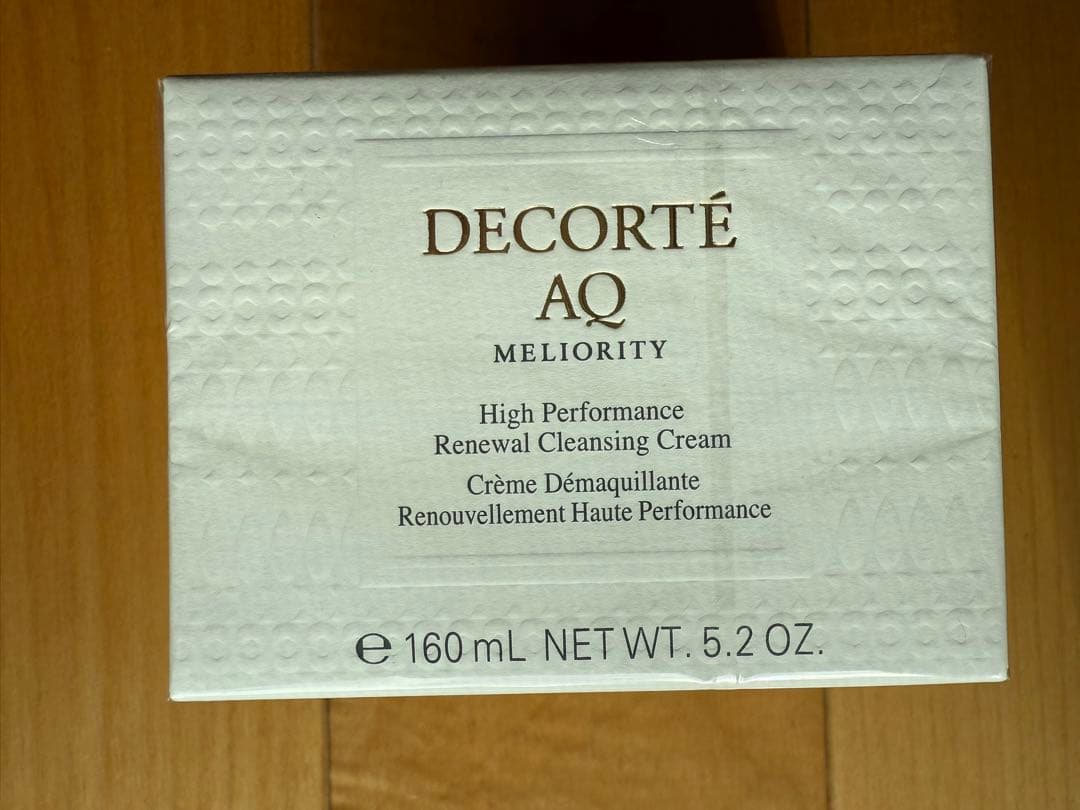 DECORTÉ
AQ
MELIORITY
High Performance
Renewal Cleansing Cream
Crème Démaquillante
Renouvellement Haute Performance
℮ 160 mL NET WT. 5.2 OZ.